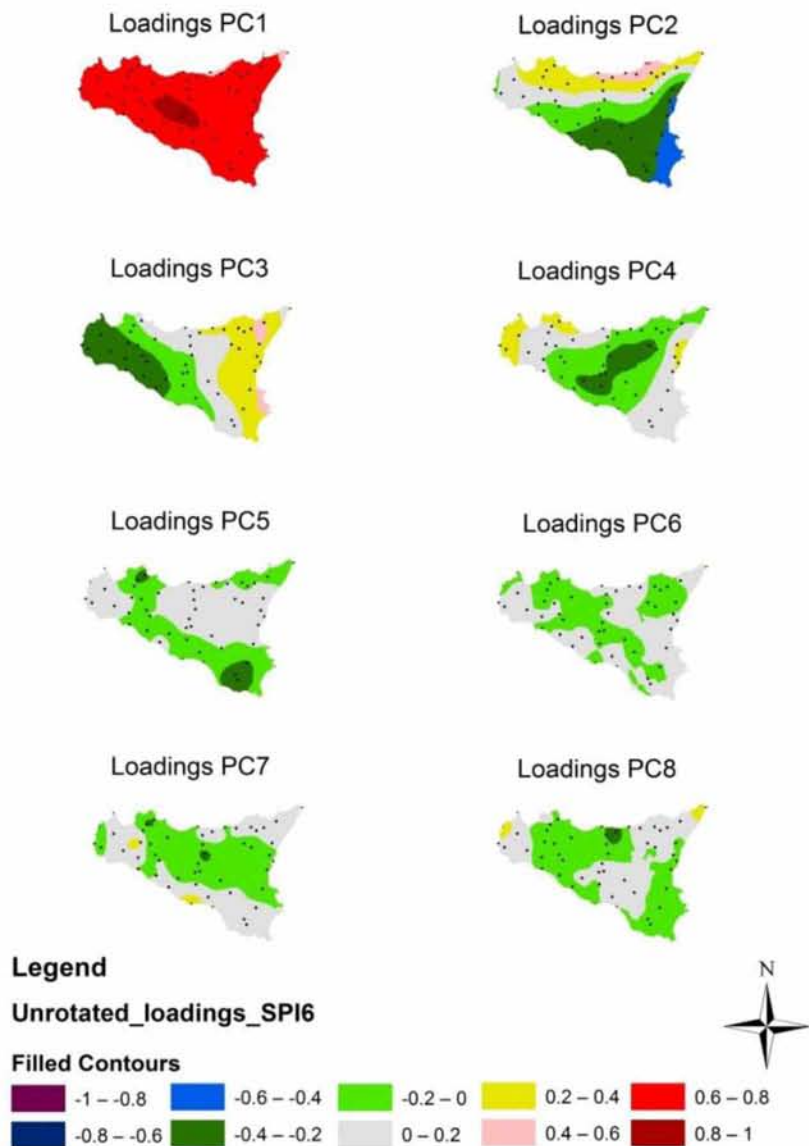 Loadings PC1
Loadings PC2
Loadings PC3
Loadings PC4
Loadings PC5
Loadings PC6
Loadings PC7
Loadings PC8
Legend
N
Unrotated_loadings_SPI6
Filled Contours
-1 – -0.8
-0.6 – -0.4
-0.2 – 0
0.2 – 0.4
0.6 – 0.8
-0.8 – -0.6
-0.4 – -0.2
0 – 0.2
0.4 – 0.6
0.8 – 1